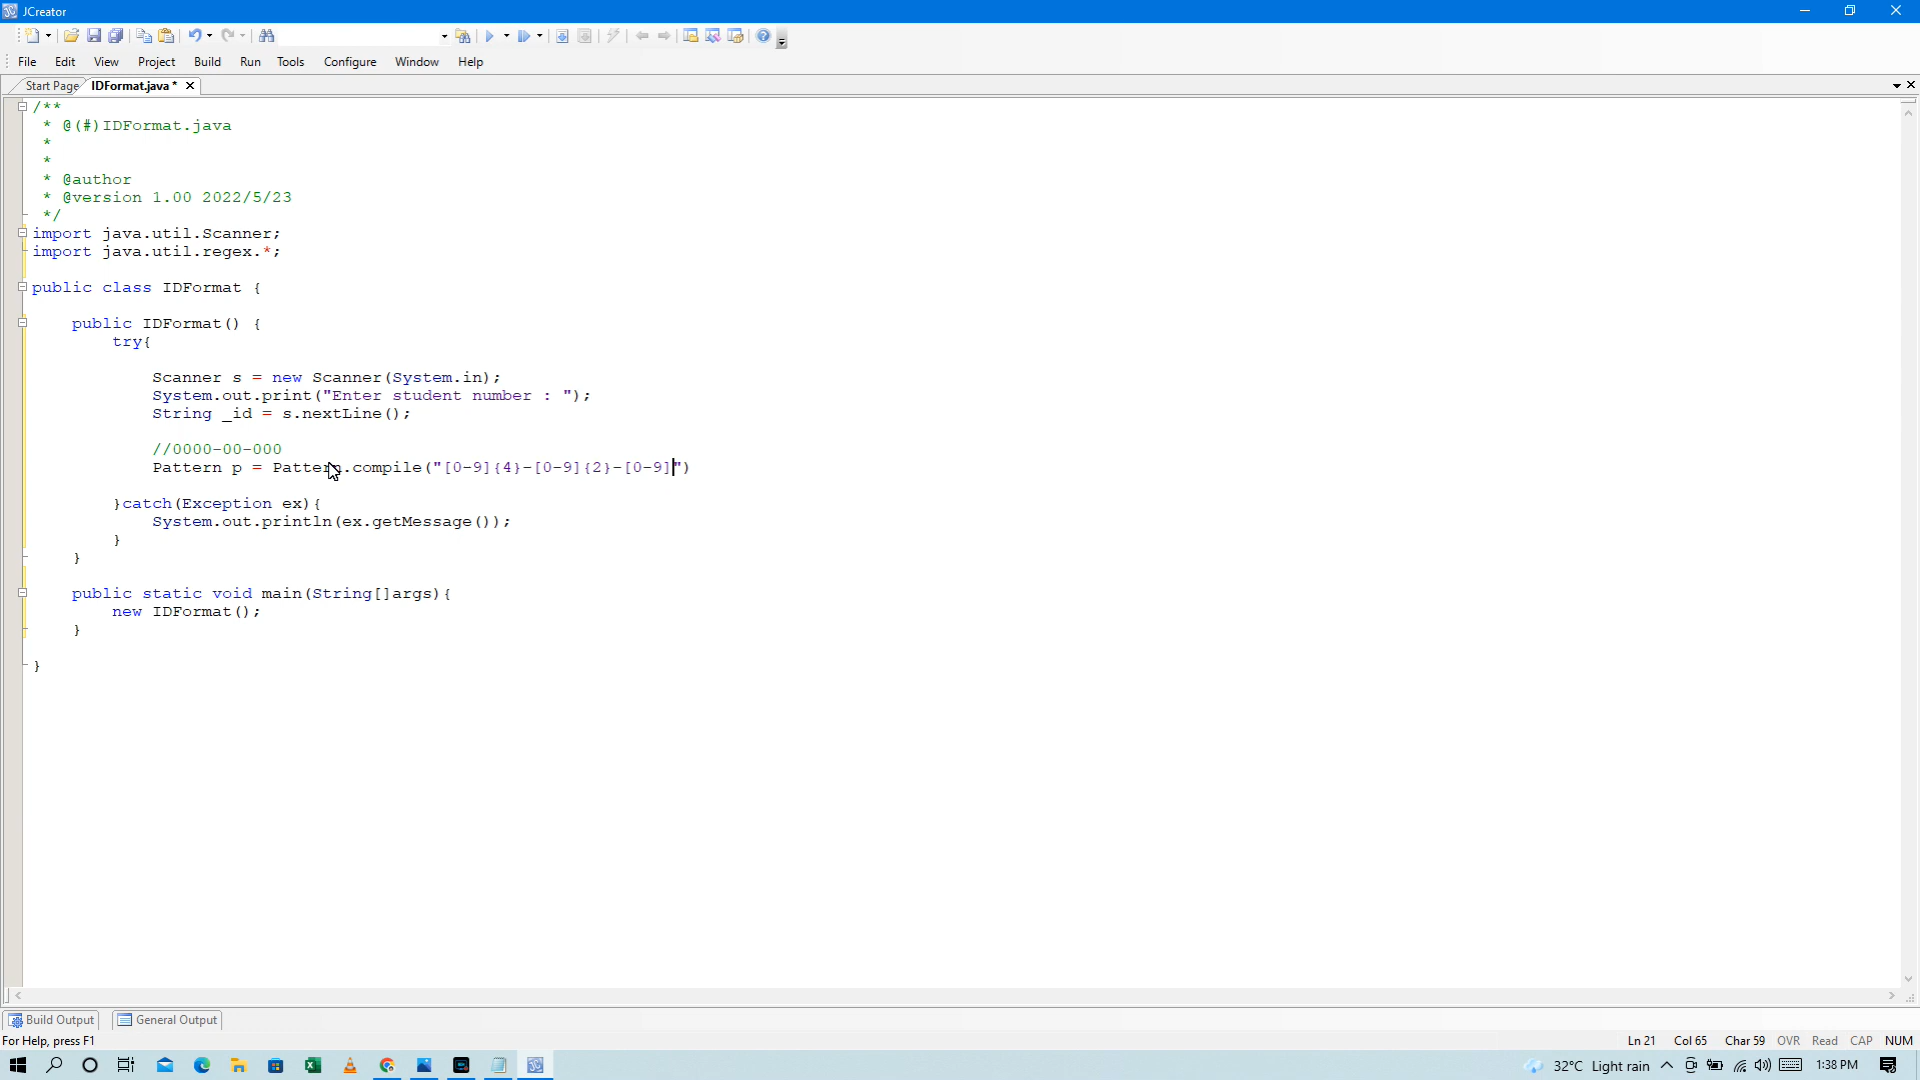 JCreator
File Edit View Project Build Run Tools Configure Window Help
Start Page IDFormat.java *
/**
 * @(#)IDFormat.java
 *
 *
 * @author
 * @version 1.00 2022/5/23
 */
import java.util.Scanner;
import java.util.regex.*;
public class IDFormat {
public IDFormat() {
try{
Scanner s = new Scanner(System.in);
System.out.print("Enter student number : ");
String _id = s.nextLine();
//0000-00-000
Pattern p = Pattern.compile("[0-9]{4}-[0-9]{2}-[0-9]")
}catch(Exception ex){
System.out.println(ex.getMessage());
}
}
public static void main(String[]args){
new IDFormat();
}
}
Build Output General Output
For Help, press F1 Ln 21 Col 65 Char 59 OVR Read CAP NUM
32°C Light rain 1:38 PM